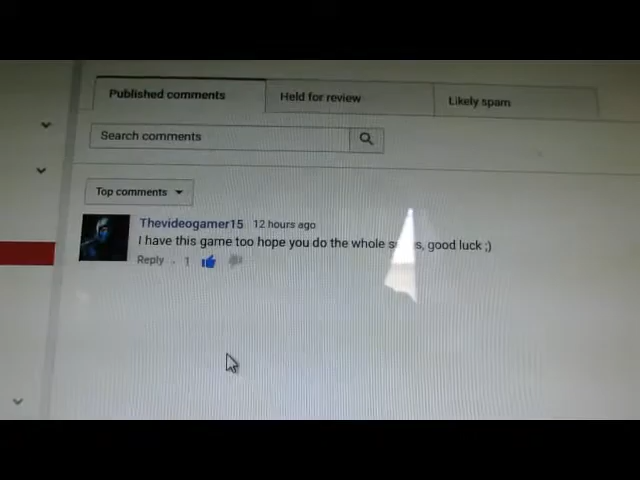 Published comments
Held for review
Likely spam
Search comments
Top comments
Thevideogamer15 12 hours ago
I have this game too hope you do the whole good luck ;)
Reply 1